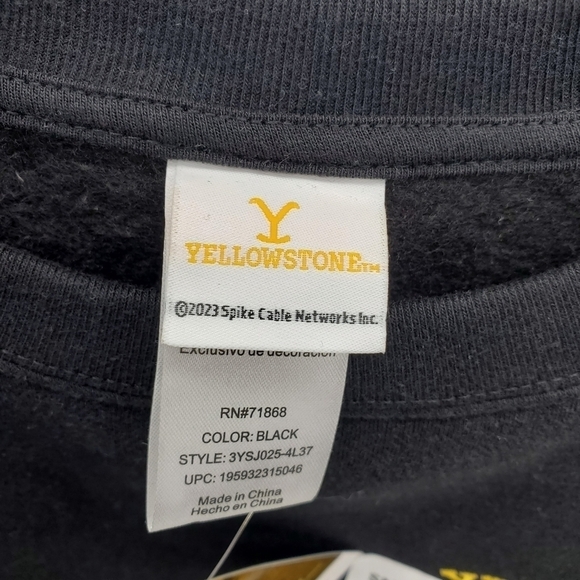 YELLOWSTONE™
©2023 Spike Cable Networks Inc.
Exclusivo de decoración
RN#71868
COLOR: BLACK
STYLE: 3YSJ025-4L37
UPC: 195932315046
Made in China
Hecho en China